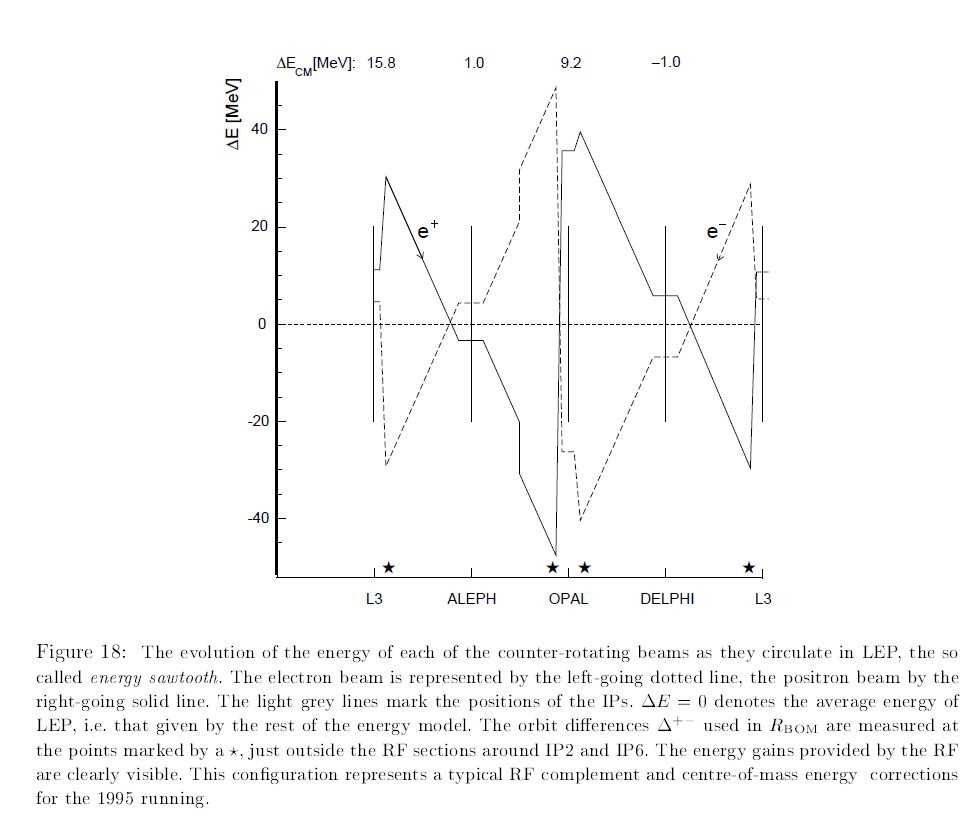 ΔE_CM[MeV]: 15.8 1.0 9.2 −1.0
ΔE [MeV]
40
20
0
-20
-40
e⁺
e⁻
★ ★ ★ ★
L3 ALEPH OPAL DELPHI L3
Figure 18: The evolution of the energy of each of the counter-rotating beams as they circulate in LEP, the so
called energy sawtooth. The electron beam is represented by the left-going dotted line, the positron beam by the
right-going solid line. The light grey lines mark the positions of the IPs. ΔE = 0 denotes the average energy of
LEP, i.e. that given by the rest of the energy model. The orbit differences Δ⁺⁻ used in R_BOM are measured at
the points marked by a ⋆, just outside the RF sections around IP2 and IP6. The energy gains provided by the RF
are clearly visible. This configuration represents a typical RF complement and centre-of-mass energy corrections
for the 1995 running.